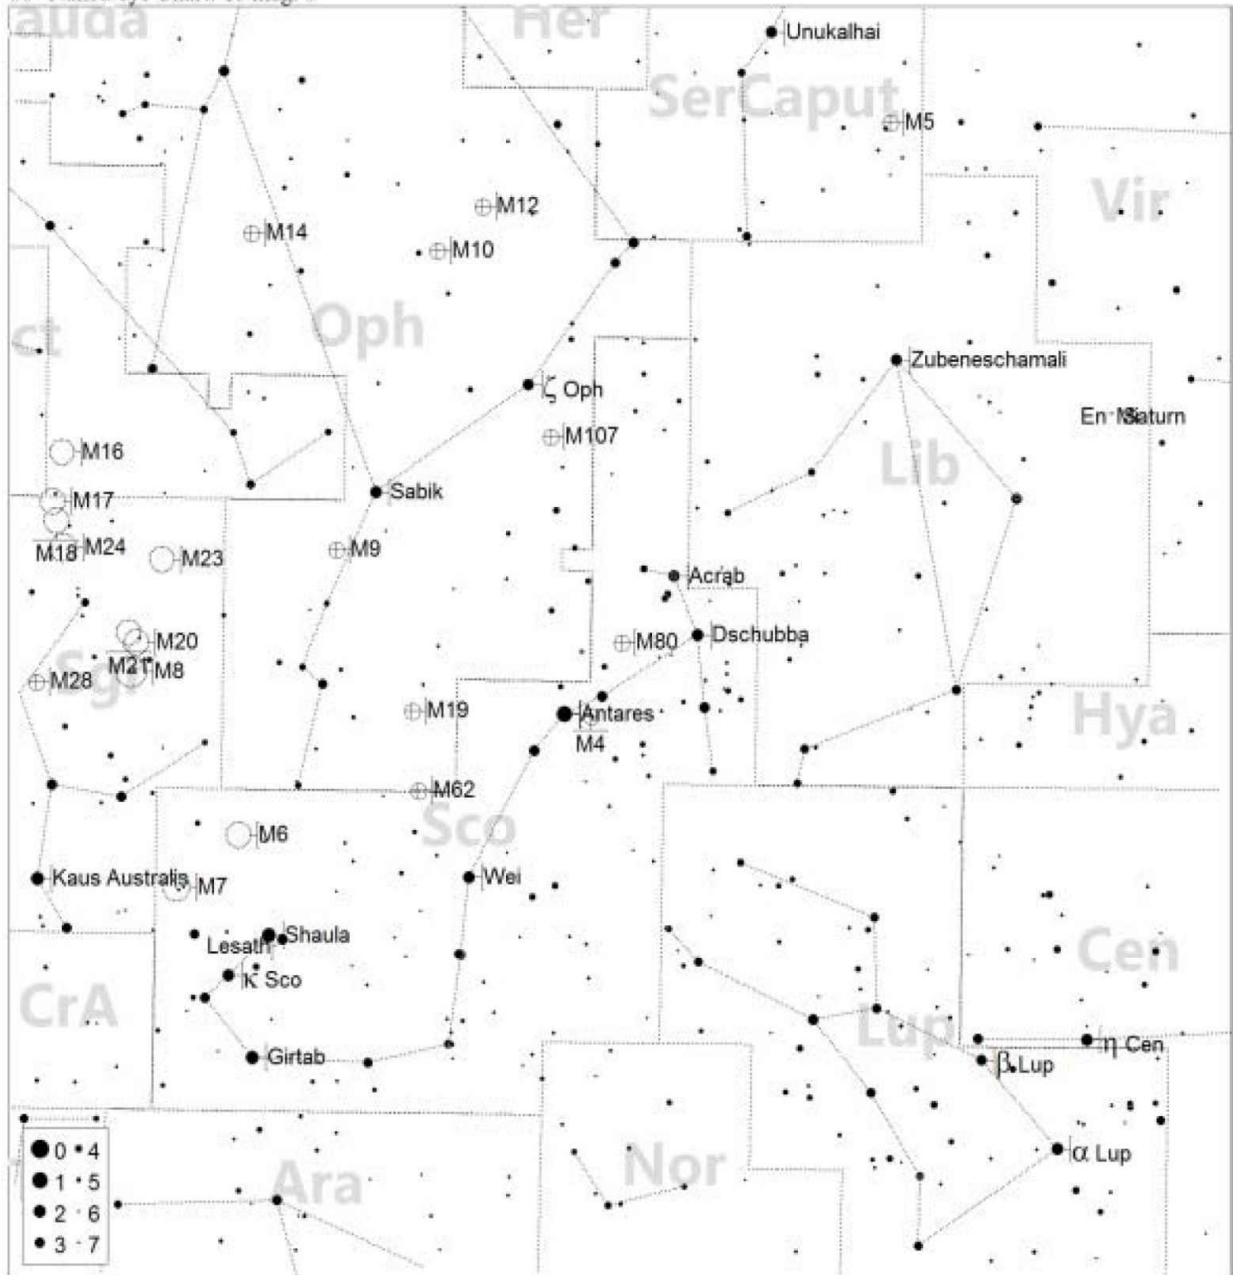 auda
Her
Unukalhai
SerCaput
M5
Vir
M12
M14
M10
ct
Oph
Zubeneschamali
ζ Oph
Saturn
M107
M16
Lib
Sabik
M17
M9
M18
M24
M23
Acrab
Dschubba
M20
M80
M21
M8
Sgr
M28
Hya
M19
Antares
M4
M62
Sco
M6
Kaus Australis
M7
Wei
Lesath
Shaula
Cen
κ Sco
CrA
Lup
Girtab
η Cen
β Lup
0 4
α Lup
1 5
Ara
Nor
2 6
3 7